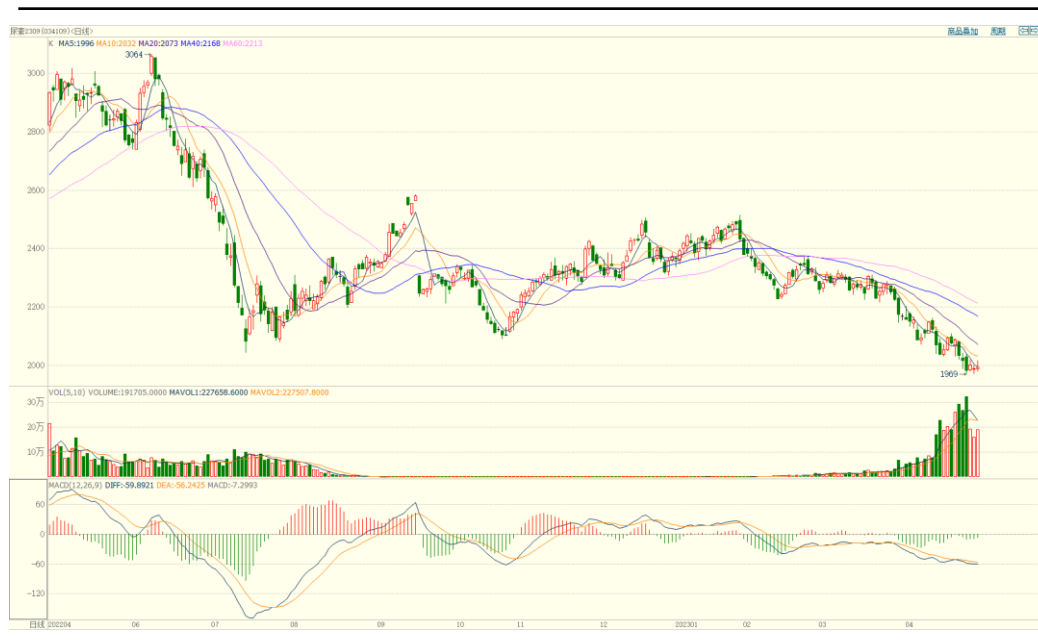 尿素2309(034109)<日线> 商品叠加 周期
K MA5:1996 MA10:2032 MA20:2073 MA40:2168 MA60:2213
3064
3000
2800
2600
2400
2200
2000
1969
VOL(5,10) VOLUME:191705.0000 MAVOL1:227658.6000 MAVOL2:227507.8000
30万
20万
10万
MACD(12,26,9) DIFF:-59.8921 DEA:-56.2425 MACD:-7.2993
60
0
-60
-120
日线 202204 06 07 08 09 10 11 12 202301 02 03 04